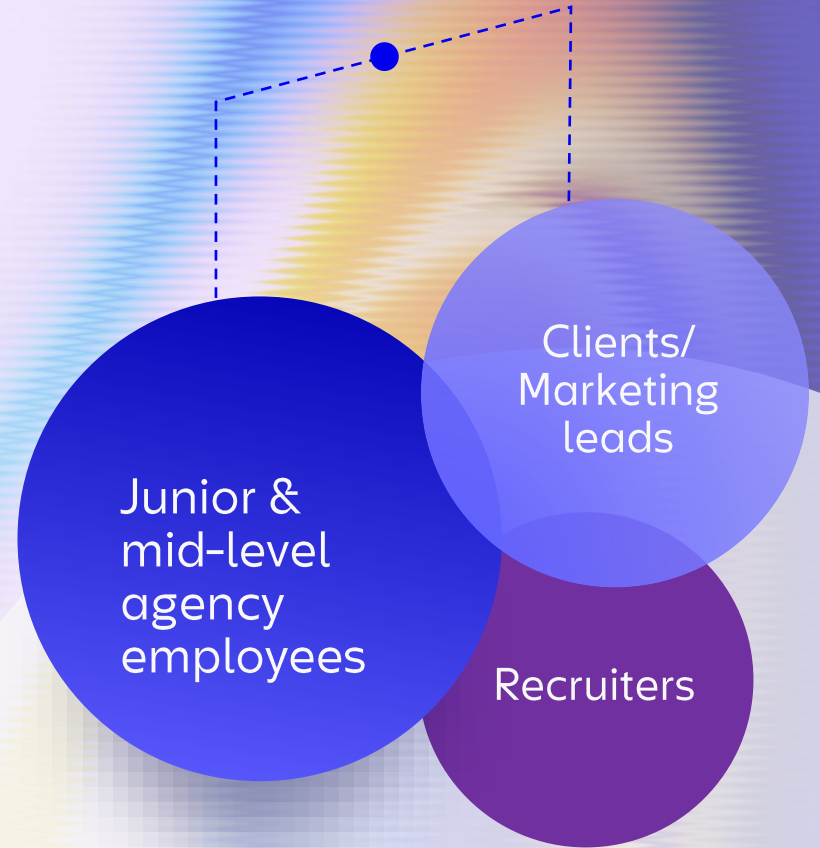 Clients/
Marketing
leads
Junior &
mid-level
agency
employees
Recruiters